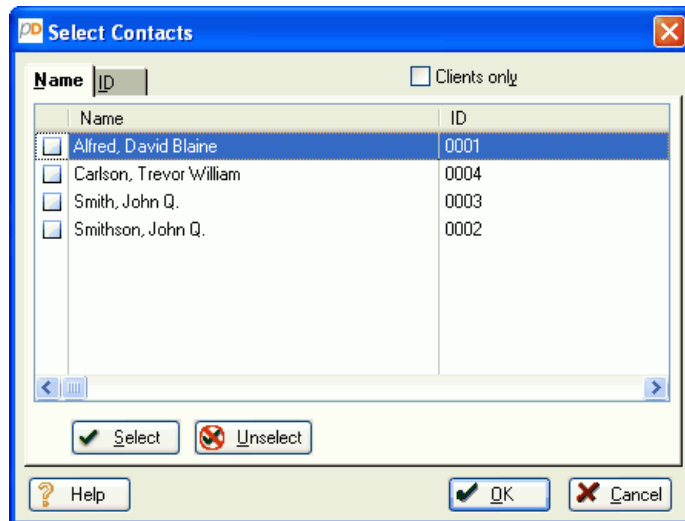 PD Select Contacts
Name ID Clients only
Name ID
Alfred, David Blaine 0001
Carlson, Trevor William 0004
Smith, John Q. 0003
Smithson, John Q. 0002
Select Unselect
? Help OK Cancel